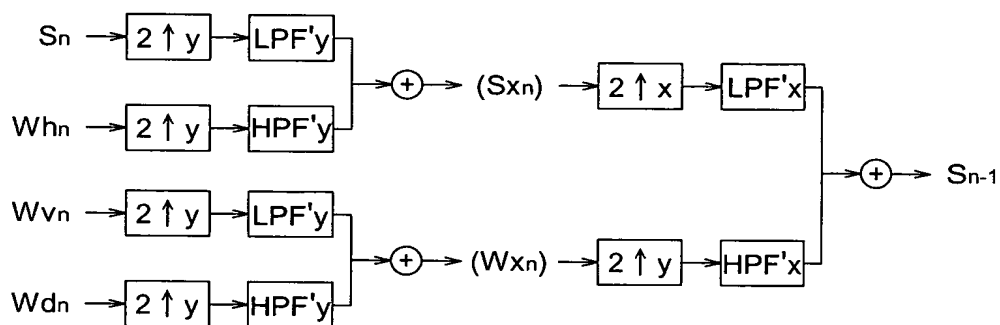 Sn 2 ↑ y LPF'y
(Sxn) 2 ↑ x LPF'x
Whn 2 ↑ y HPF'y
Sn-1
Wvn 2 ↑ y LPF'y
(Wxn) 2 ↑ y HPF'x
Wdn 2 ↑ y HPF'y